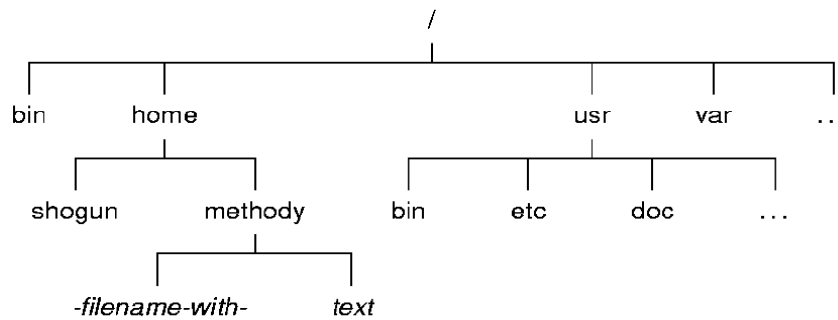 /
bin home usr var ..
shogun methody bin etc doc ...
-filename-with- text